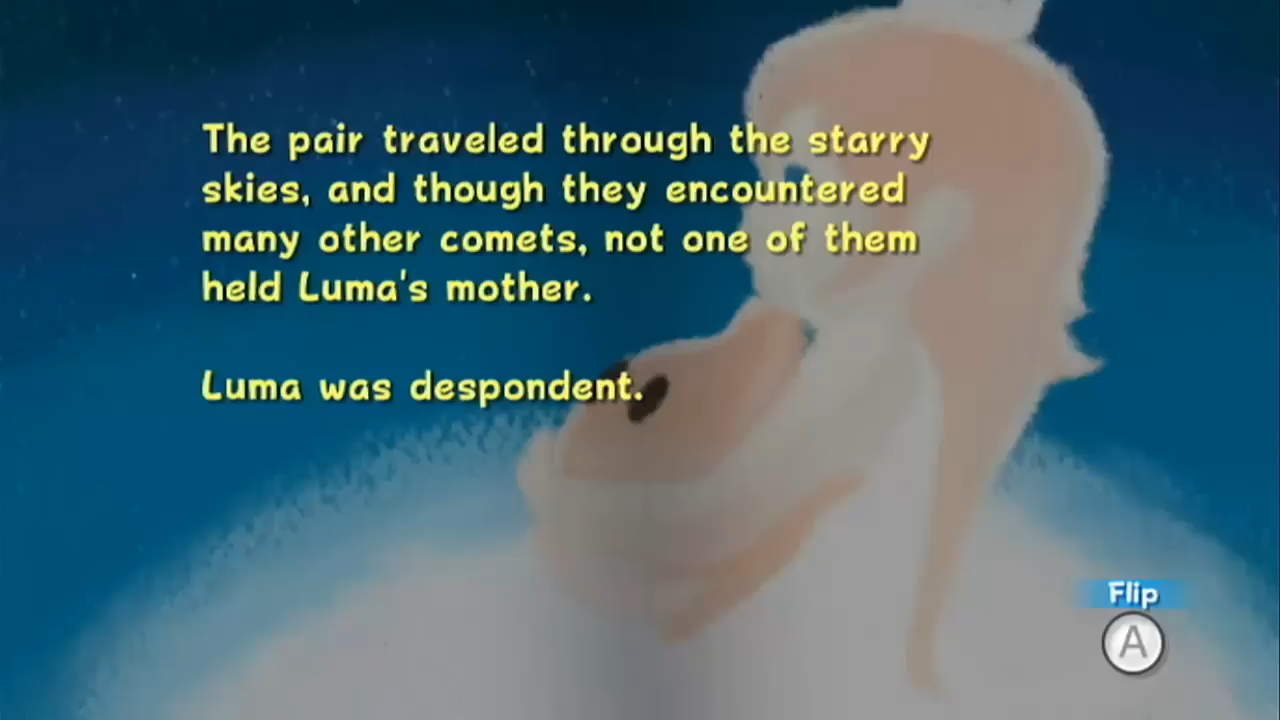 The pair traveled through the starry
skies, and though they encountered
many other comets, not one of them
held Luma's mother.
Luma was despondent.
Flip
A